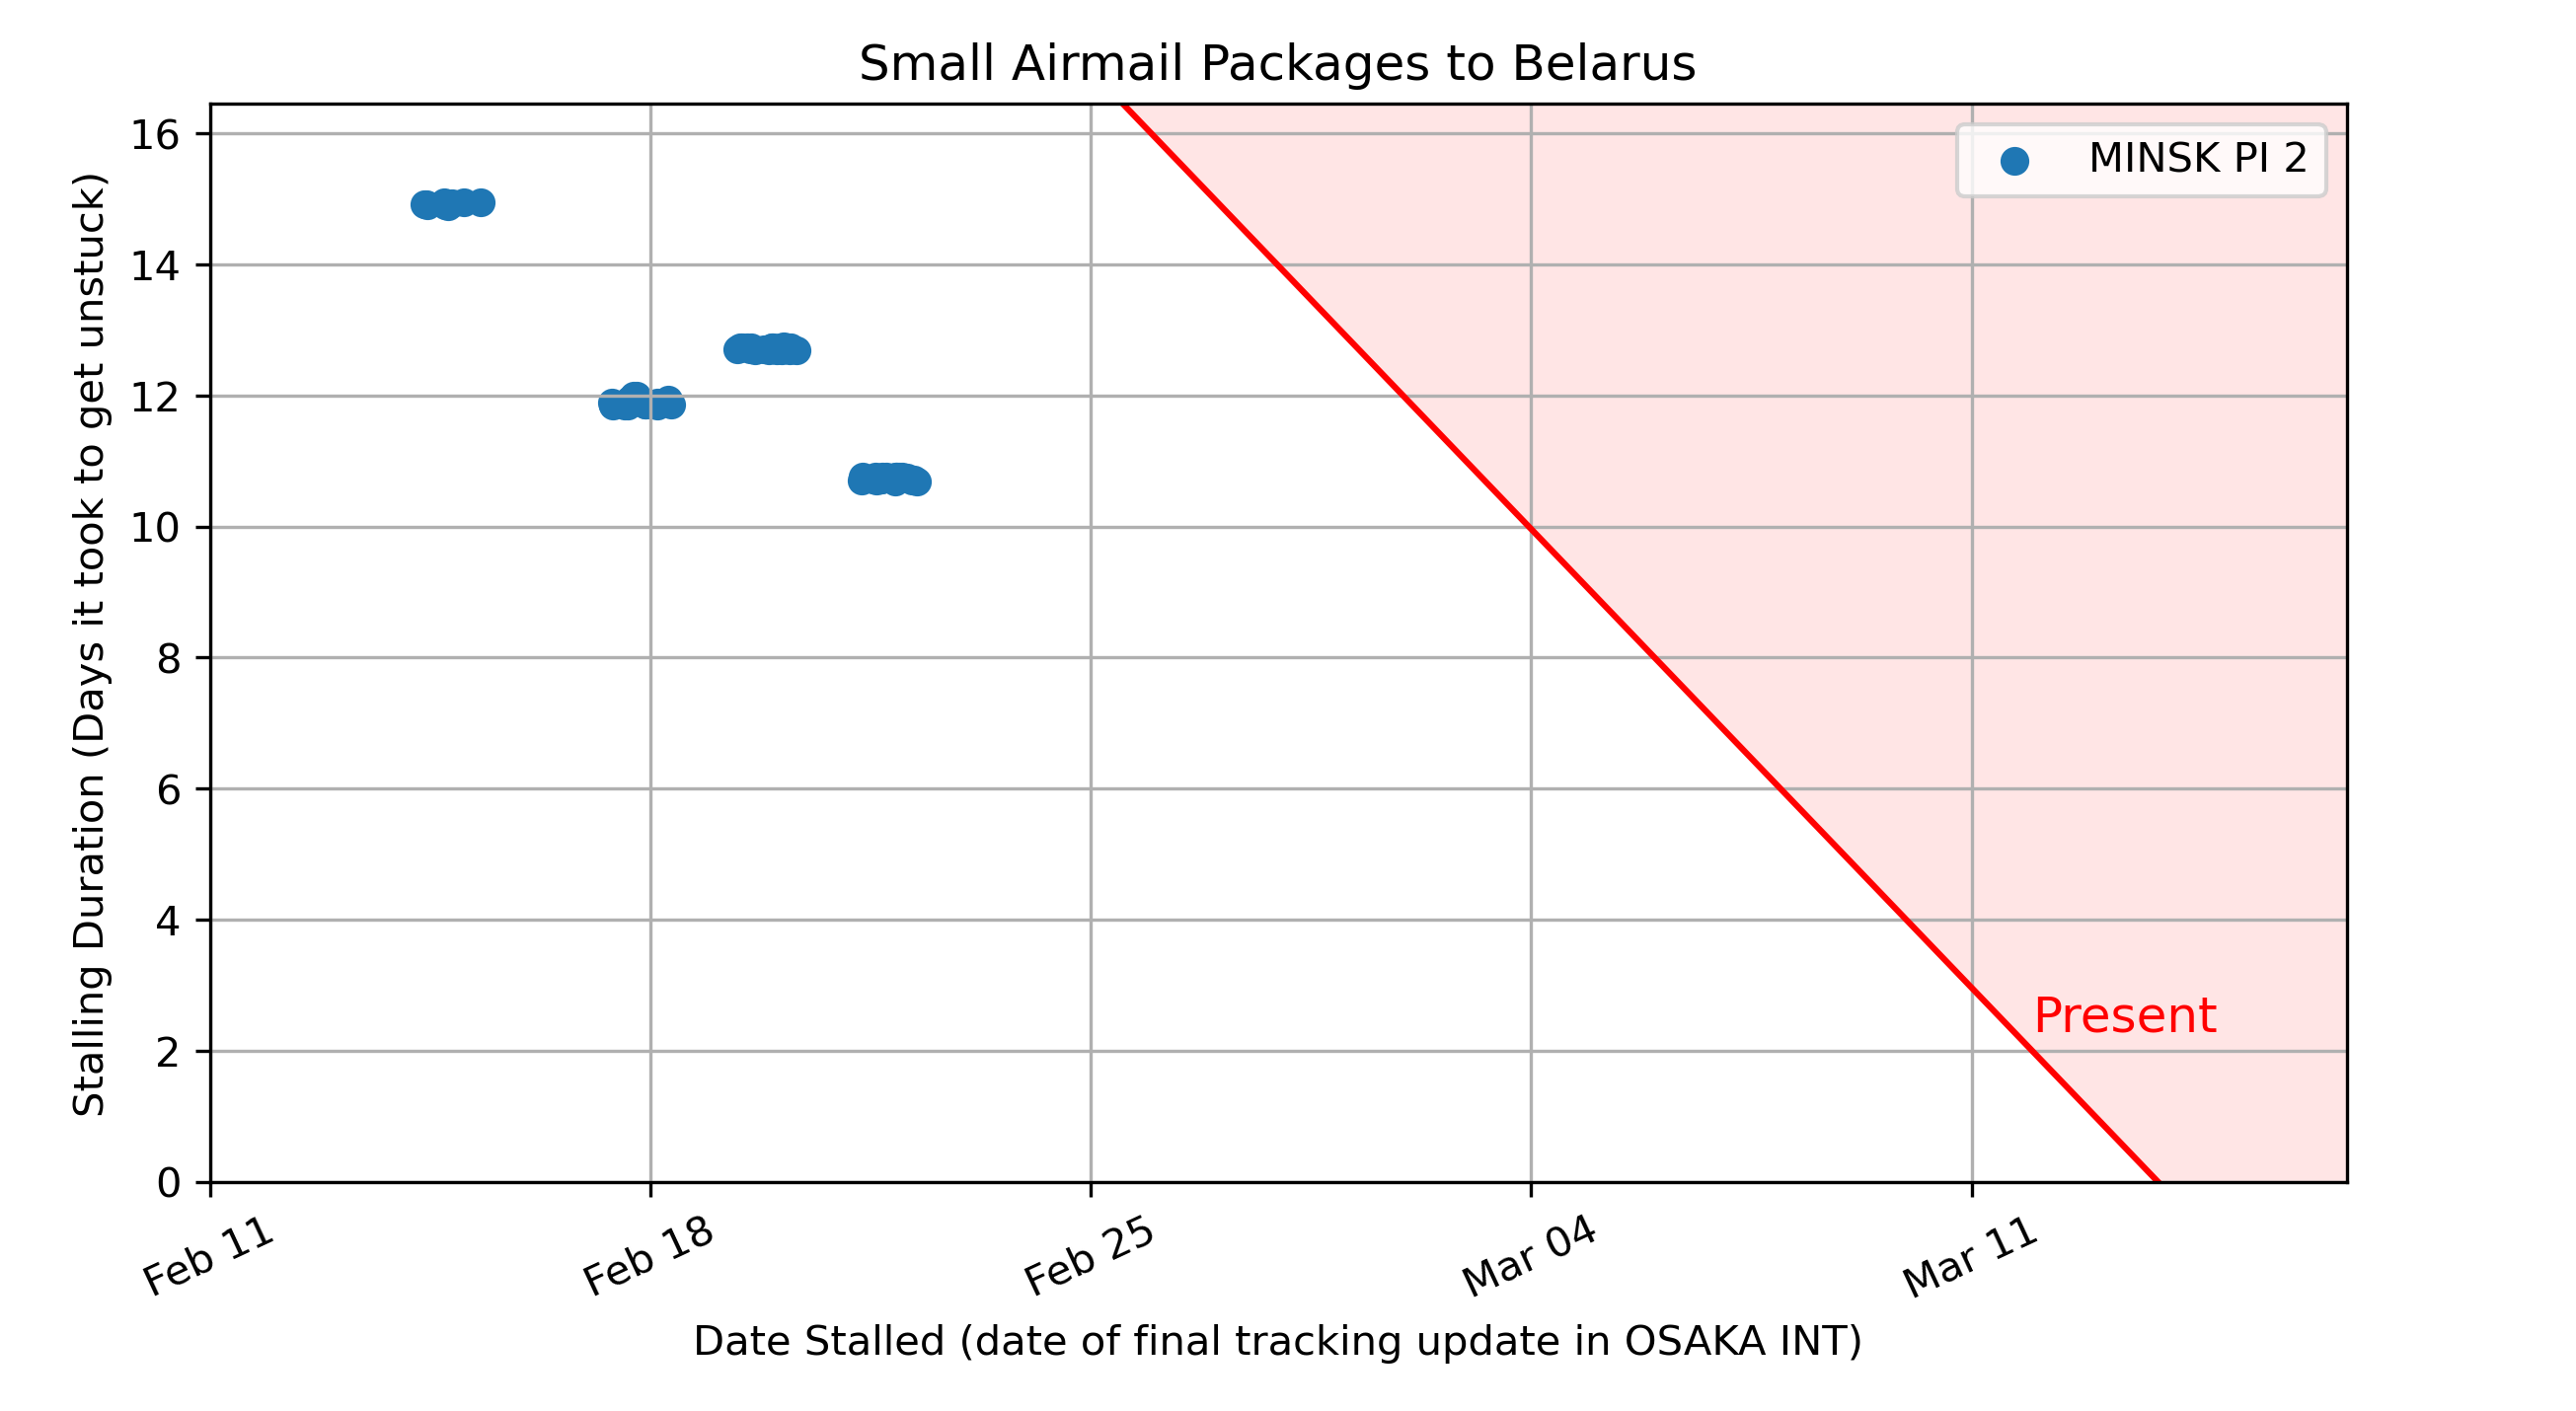 Small Airmail Packages to Belarus
MINSK PI 2
Stalling Duration (Days it took to get unstuck)
16
14
12
10
8
6
4
2
0
Present
Feb 11
Feb 18
Feb 25
Mar 04
Mar 11
Date Stalled (date of final tracking update in OSAKA INT)